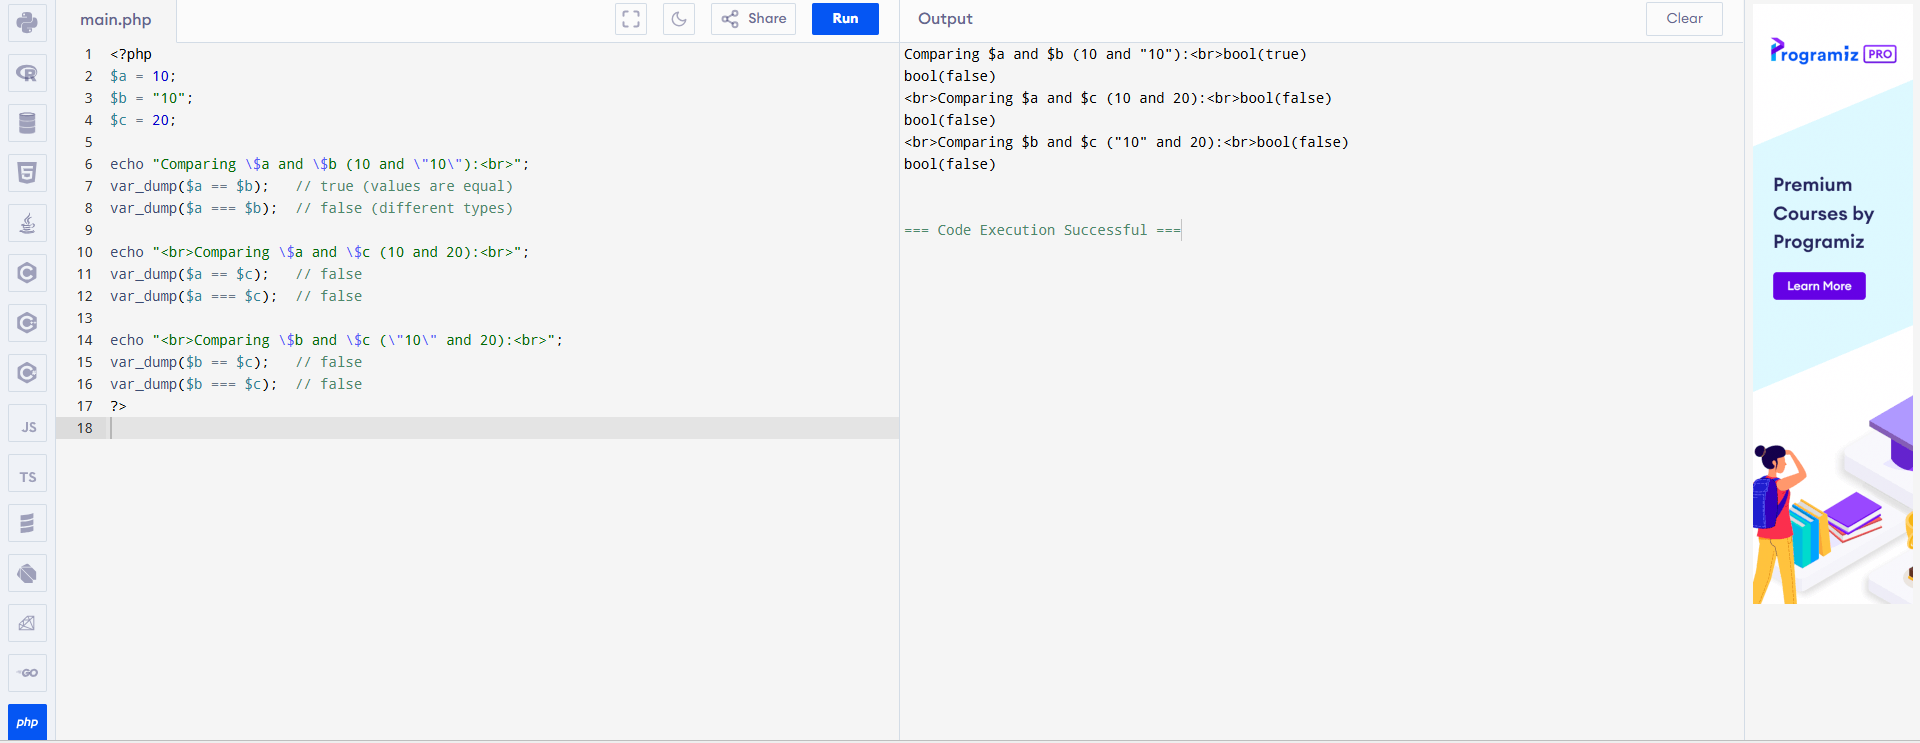 main.php
Share
Run
1 <?php
2 $a = 10;
3 $b = "10";
4 $c = 20;
5
6 echo "Comparing \$a and \$b (10 and \"10\"):<br>";
7 var_dump($a == $b);   // true (values are equal)
8 var_dump($a === $b);  // false (different types)
9
10 echo "<br>Comparing \$a and \$c (10 and 20):<br>";
11 var_dump($a == $c);   // false
12 var_dump($a === $c);  // false
13
14 echo "<br>Comparing \$b and \$c (\"10\" and 20):<br>";
15 var_dump($b == $c);   // false
16 var_dump($b === $c);  // false
17 ?>
18
Output
Clear
Comparing $a and $b (10 and "10"):<br>bool(true)
bool(false)
<br>Comparing $a and $c (10 and 20):<br>bool(false)
bool(false)
<br>Comparing $b and $c ("10" and 20):<br>bool(false)
bool(false)
=== Code Execution Successful ===
Programiz PRO
Premium
Courses by
Programiz
Learn More
R
5
C
C
C
JS
TS
GO
php